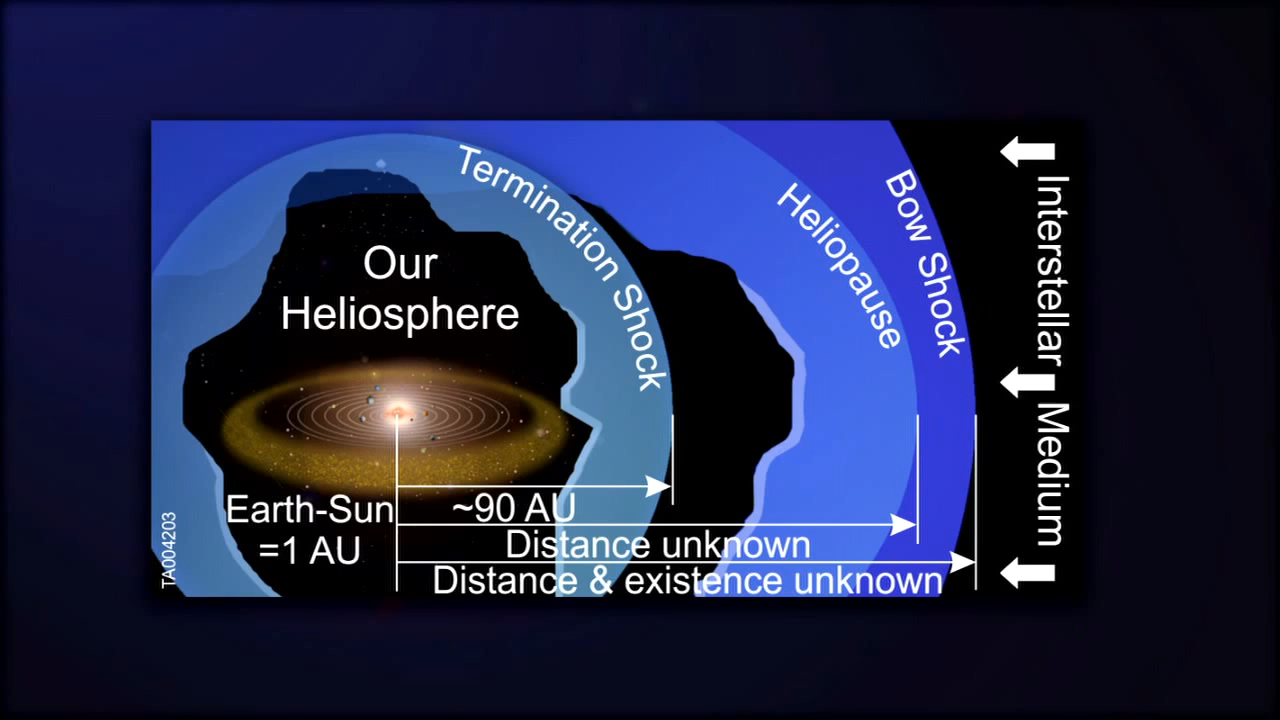 Termination Shock
Heliopause
Bow Shock
Interstellar Medium
Our
Heliosphere
Earth-Sun
=1 AU
~90 AU
Distance unknown
Distance & existence unknown
TA004203